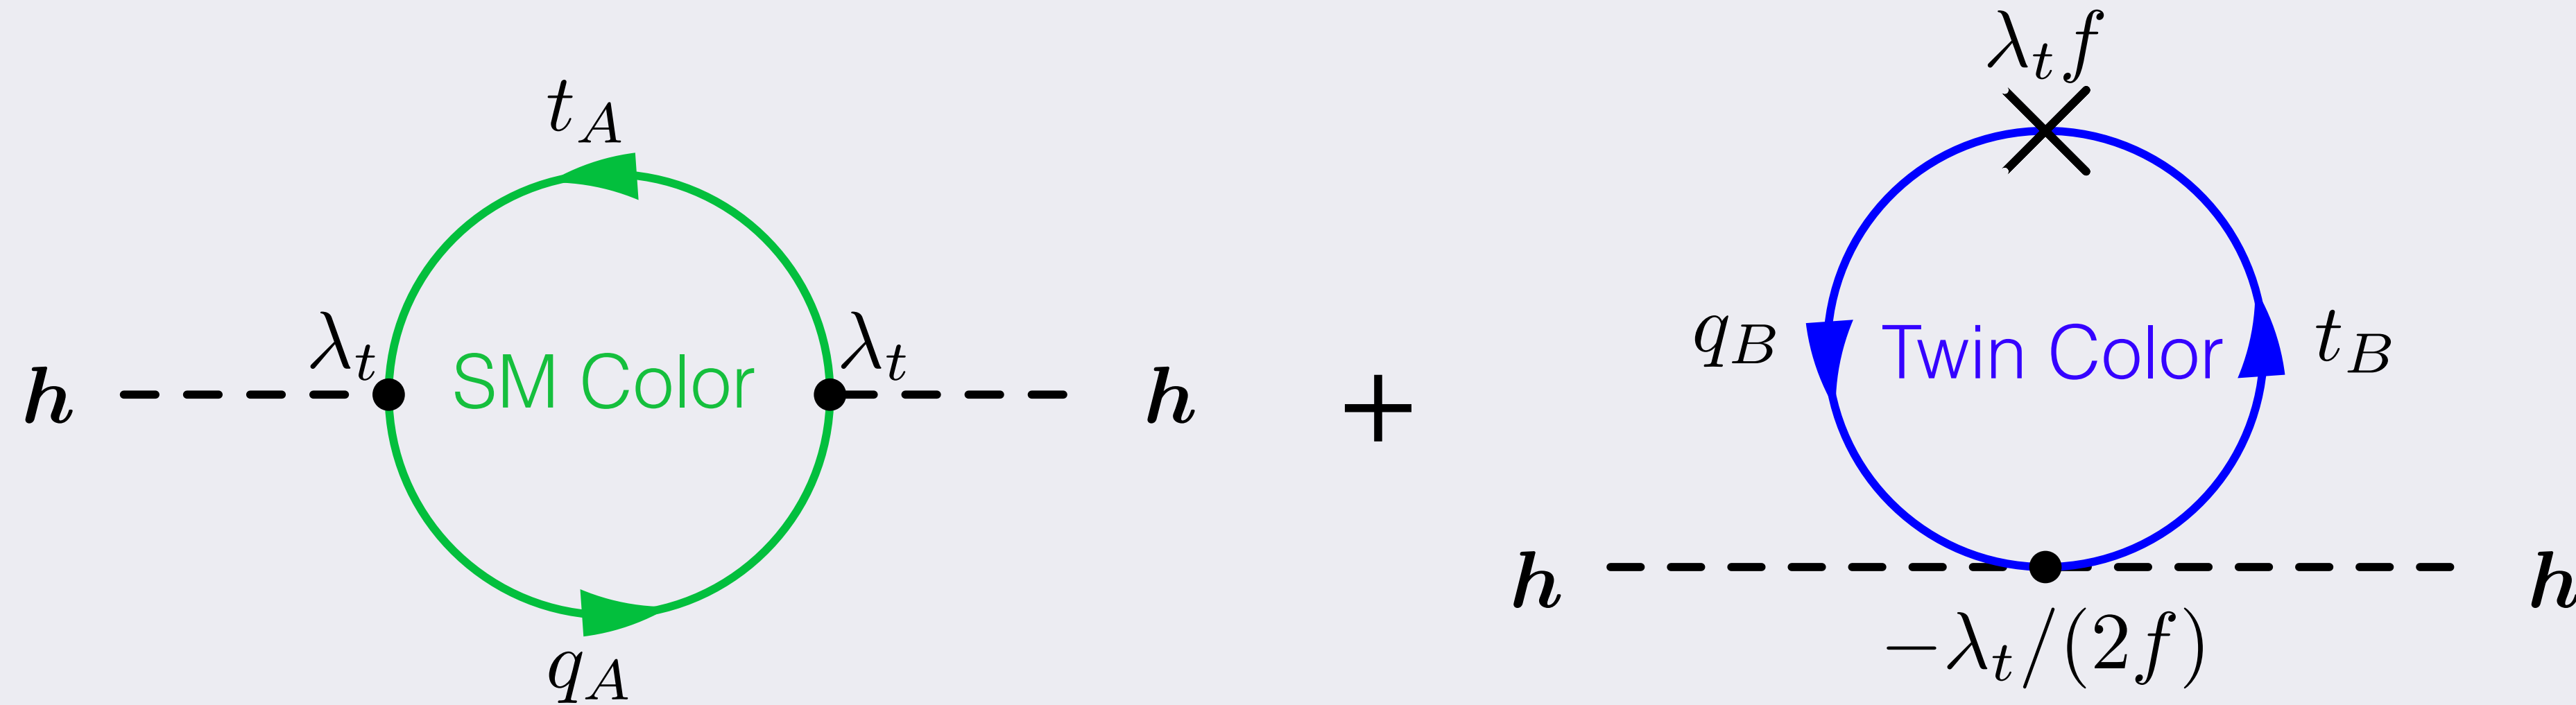 λ_t f
t_A
λ_t
λ_t
SM Color
h
h
+
q_B
Twin Color
t_B
h
h
−λ_t/(2f)
q_A